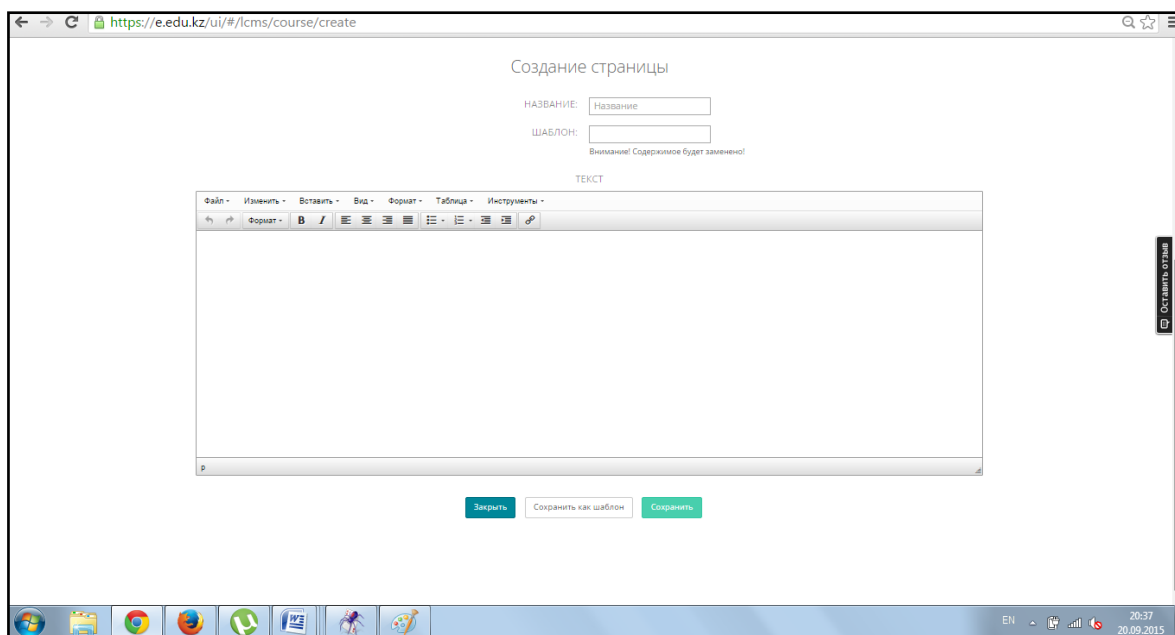 https://e.edu.kz/ui/#/lcms/course/create
Создание страницы
НАЗВАНИЕ: Название
ШАБЛОН:
Внимание! Содержимое будет заменено!
ТЕКСТ
Файл Изменить Вставить Вид Формат Таблица Инструменты
Формат B I
p
Закрыть Сохранить как шаблон Сохранить
Оставить отзыв
EN 20:37
20.09.2015